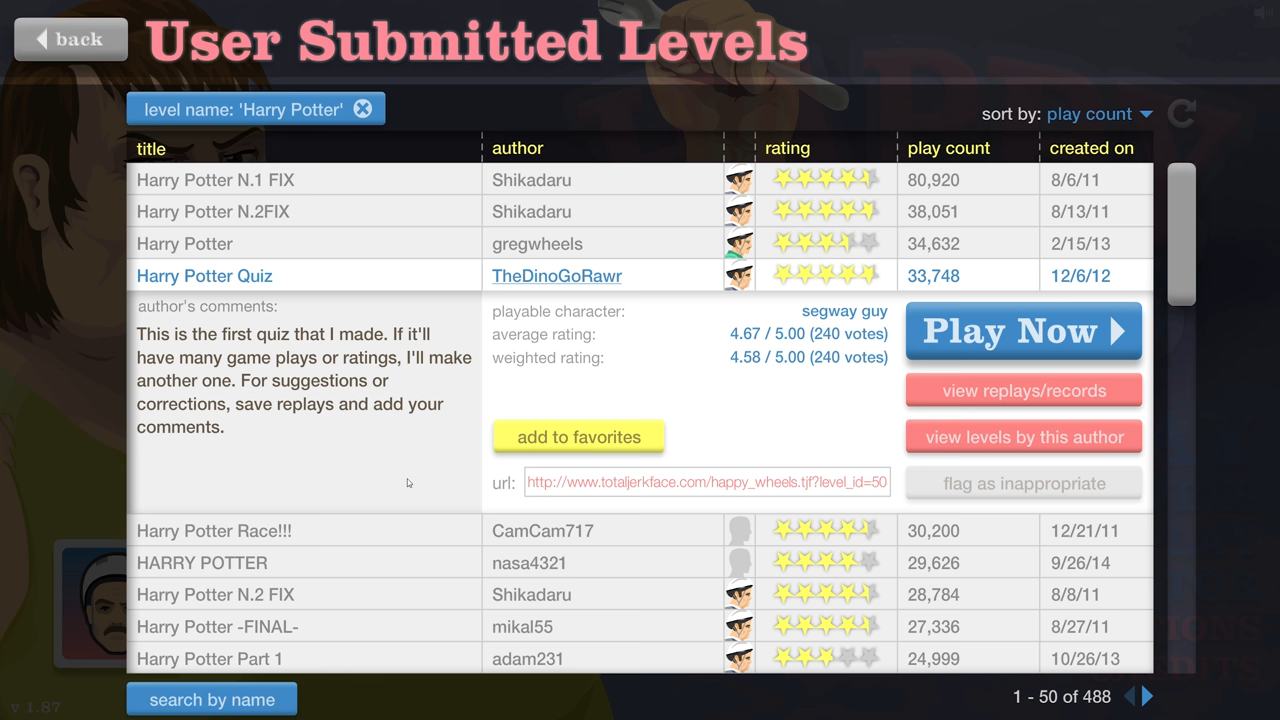 back
User Submitted Levels
level name: 'Harry Potter'
sort by: play count
title author rating play count created on
Harry Potter N.1 FIX Shikadaru 80,920 8/6/11
Harry Potter N.2FIX Shikadaru 38,051 8/13/11
Harry Potter gregwheels 34,632 2/15/13
Harry Potter Quiz TheDinoGoRawr 33,748 12/6/12
author's comments:
This is the first quiz that I made. If it'll
have many game plays or ratings, I'll make
another one. For suggestions or
corrections, save replays and add your
comments.
playable character: segway guy
average rating: 4.67 / 5.00 (240 votes)
weighted rating: 4.58 / 5.00 (240 votes)
add to favorites
url: http://www.totaljerkface.com/happy_wheels.tjf?level_id=50
Play Now
view replays/records
view levels by this author
flag as inappropriate
Harry Potter Race!!! CamCam717 30,200 12/21/11
HARRY POTTER nasa4321 29,626 9/26/14
Harry Potter N.2 FIX Shikadaru 28,784 8/8/11
Harry Potter -FINAL- mikal55 27,336 8/27/11
Harry Potter Part 1 adam231 24,999 10/26/13
search by name
1 - 50 of 488
v 1.87